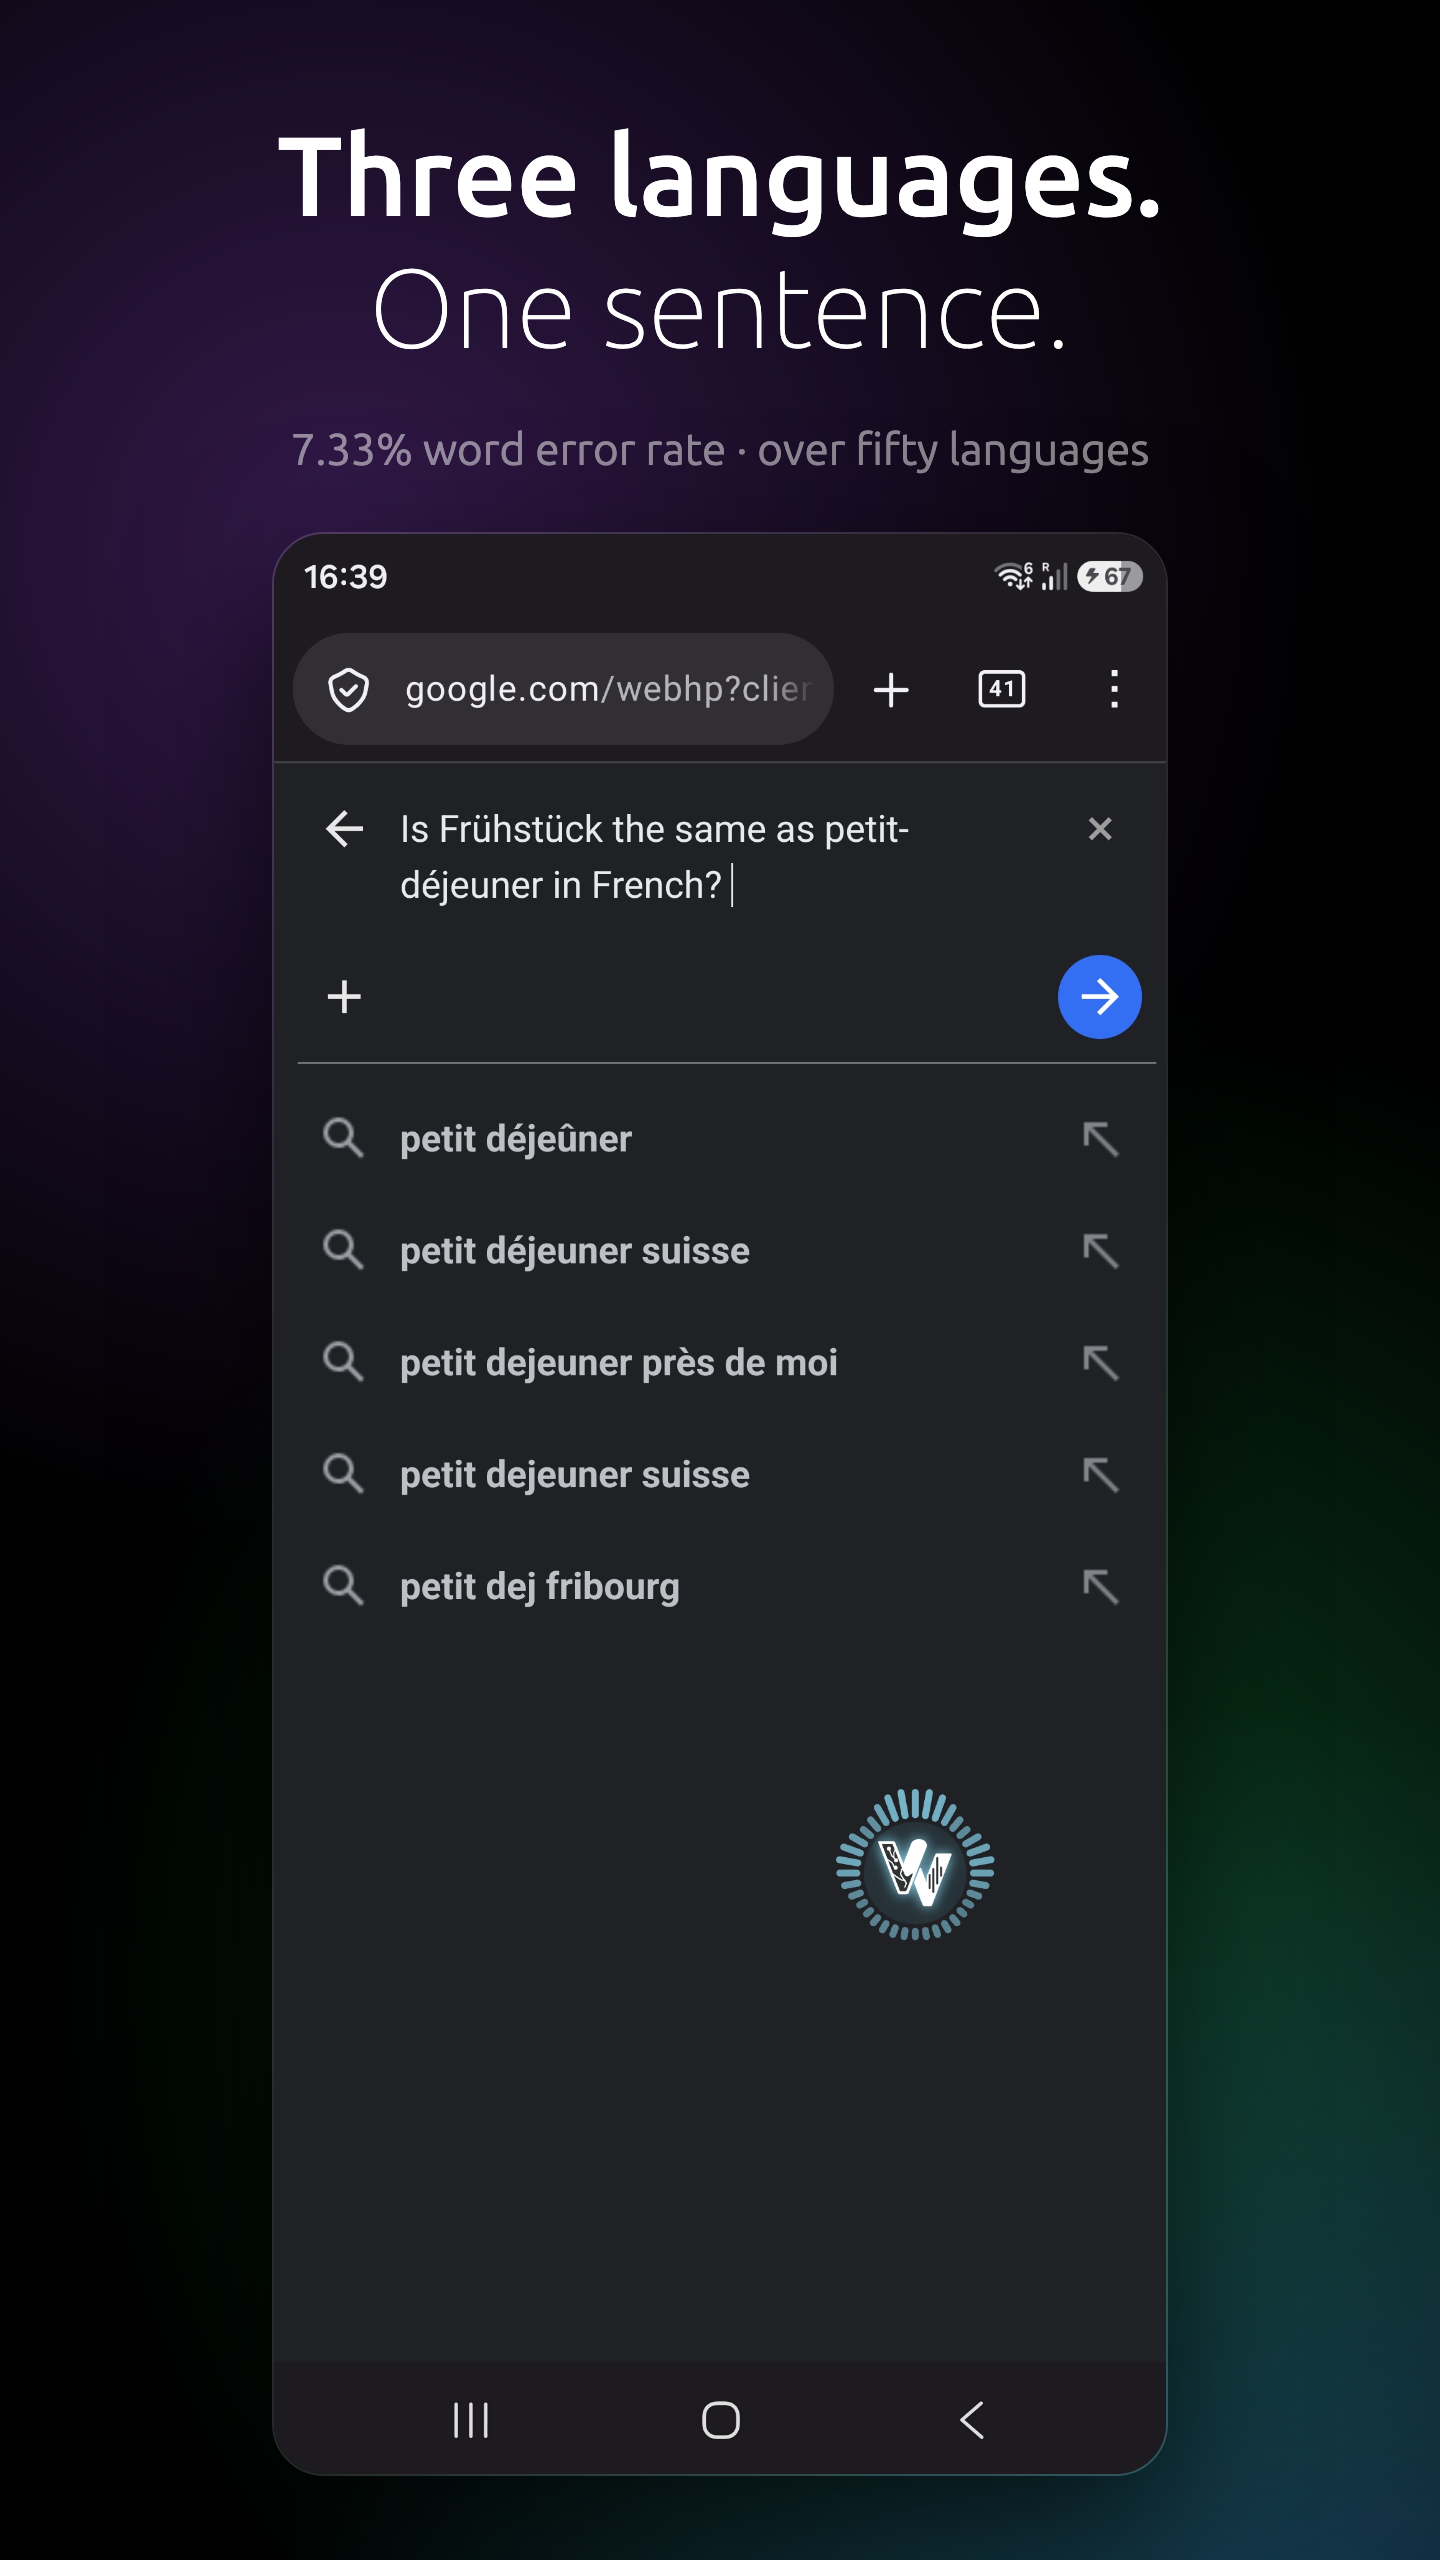 Three languages.
One sentence.
7.33% word error rate · over fifty languages
16:39
6 R 67
google.com/webhp?clier
41
Is Frühstück the same as petit-
déjeuner in French?
petit déjeûner
petit déjeuner suisse
petit dejeuner près de moi
petit dejeuner suisse
petit dej fribourg
W